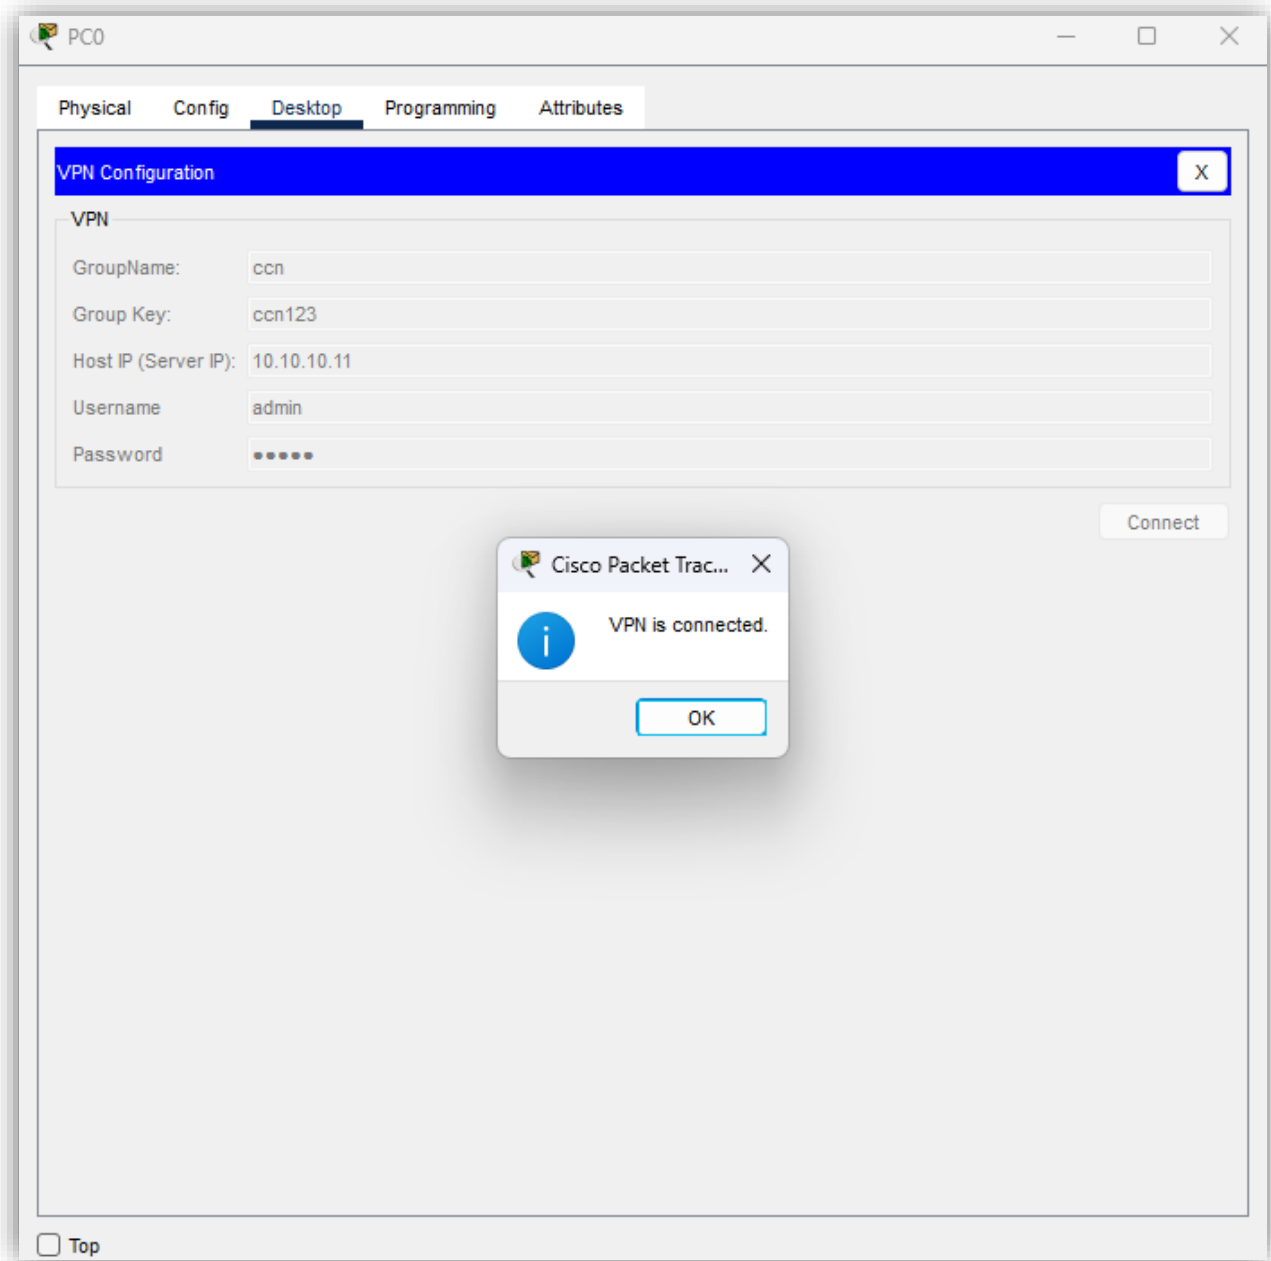 PC0
Physical Config Desktop Programming Attributes
VPN Configuration X
VPN
GroupName: ccn
Group Key: ccn123
Host IP (Server IP): 10.10.10.11
Username admin
Password •••••
Connect
Cisco Packet Trac...
VPN is connected.
OK
Top